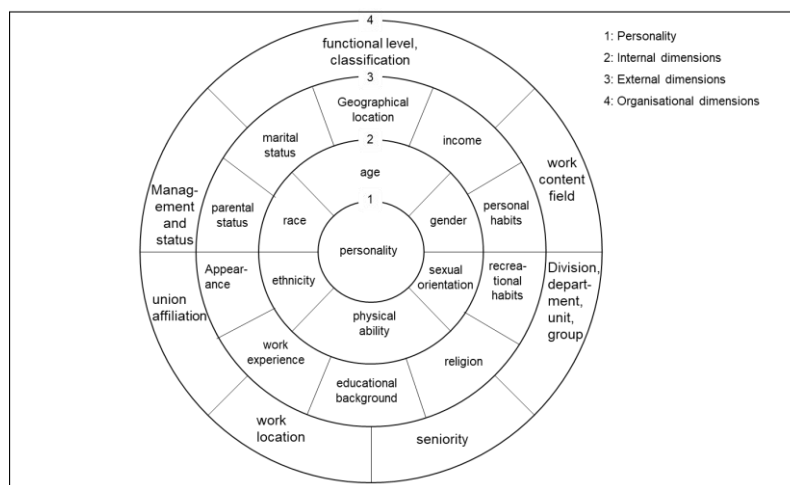 4
functional level,
classification
3
Geographical
location
marital
status
2
income
age
Manag-
ement
and
status
parental
status
race
1
gender
personal
habits
work
content
field
personality
Appear-
ance
ethnicity
sexual
orientation
recrea-
tional
habits
Division,
depart-
ment,
unit,
group
union
affiliation
physical
ability
work
experience
religion
educational
background
work
location
seniority
1: Personality
2: Internal dimensions
3: External dimensions
4: Organisational dimensions